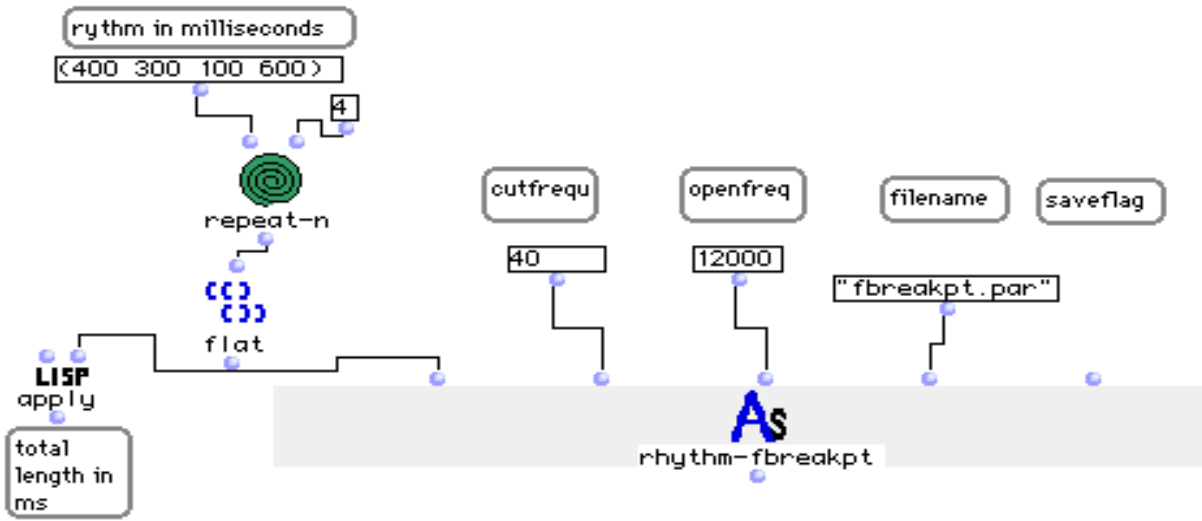 rythm in milliseconds
(400 300 100 600)
4
repeat-n
cutfrequ
openfreq
filename
saveflag
40
12000
"fbreakpt.par"
flat
LISP
apply
As
rhythm-fbreakpt
total
length in
ms